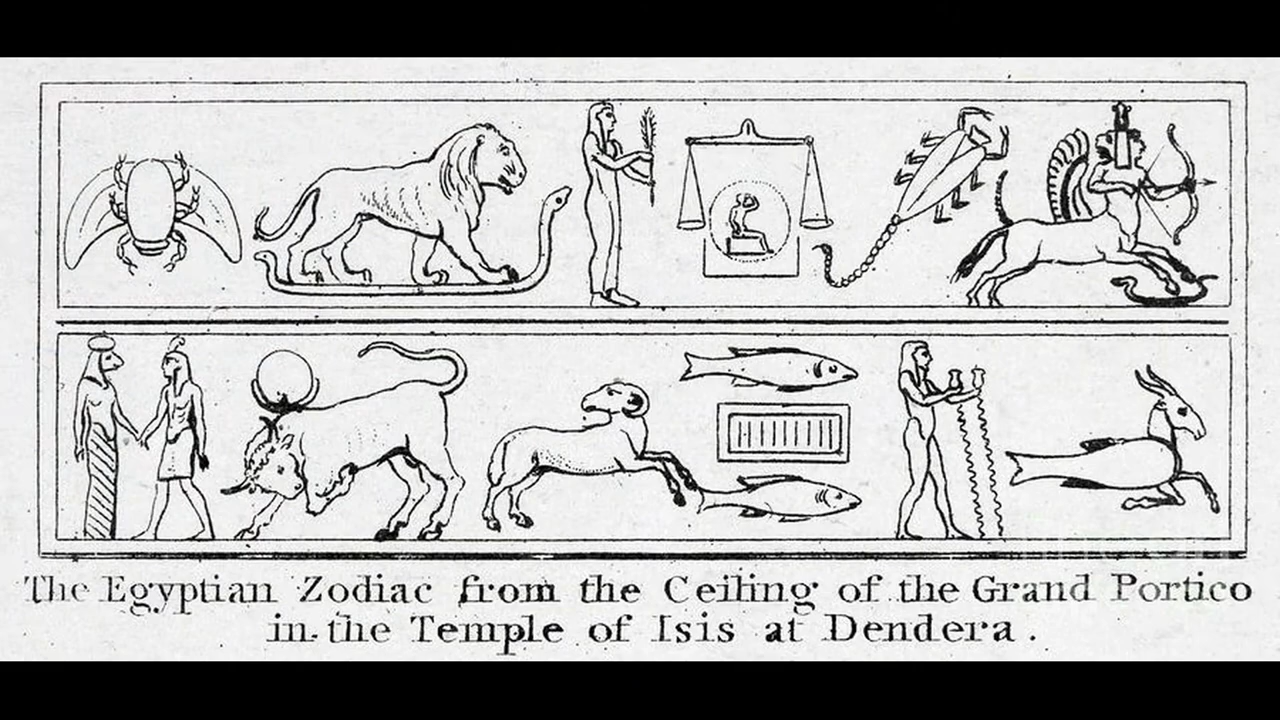 The Egyptian Zodiac from the Ceiling of the Grand Portico
in the Temple of Isis at Dendera.